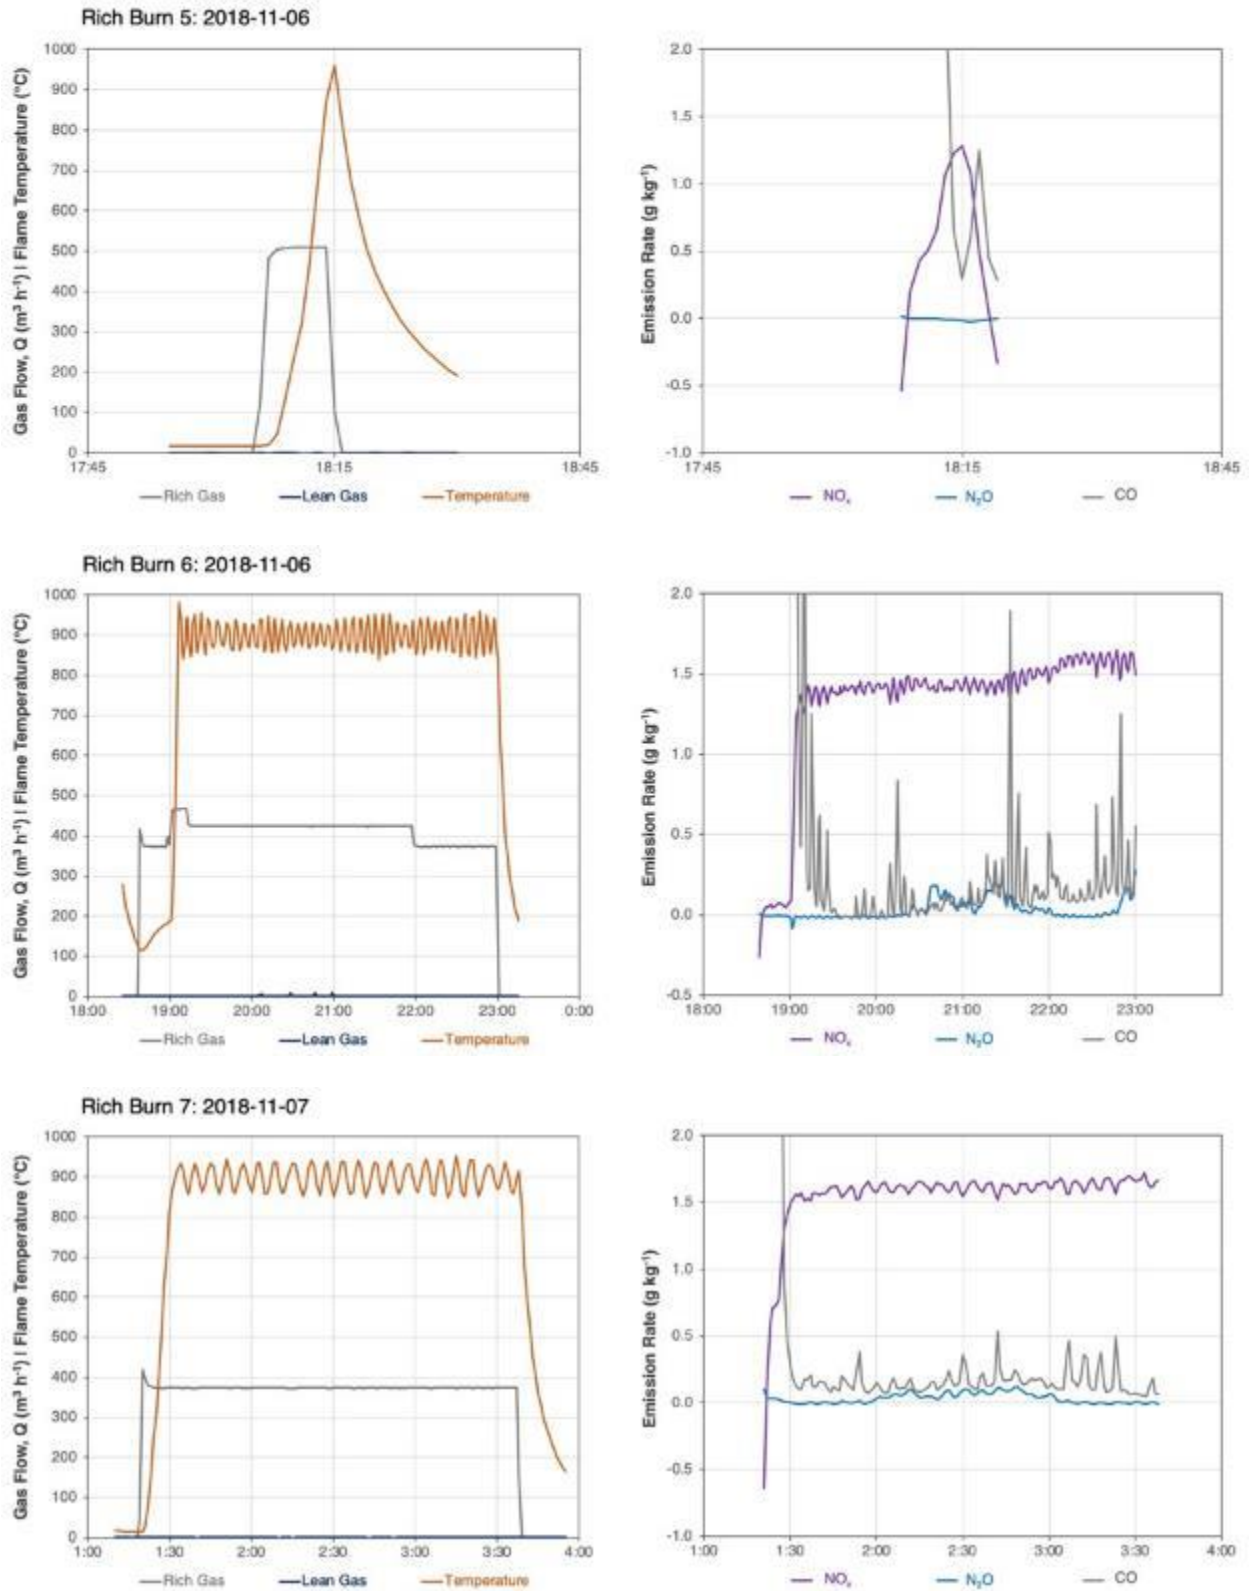 Rich Burn 5: 2018-11-06
Gas Flow, Q (m³ h⁻¹) | Flame Temperature (°C)
1000
900
800
700
600
500
400
300
200
100
0
17:45 18:15 18:45
Rich Gas Lean Gas Temperature
Emission Rate (g kg⁻¹)
2.0
1.5
1.0
0.5
0.0
-0.5
-1.0
17:45 18:15 18:45
NOₓ N₂O CO
Rich Burn 6: 2018-11-06
Gas Flow, Q (m³ h⁻¹) | Flame Temperature (°C)
1000
900
800
700
600
500
400
300
200
100
0
18:00 19:00 20:00 21:00 22:00 23:00 0:00
Rich Gas Lean Gas Temperature
Emission Rate (g kg⁻¹)
2.0
1.5
1.0
0.5
0.0
-0.5
18:00 19:00 20:00 21:00 22:00 23:00
NOₓ N₂O CO
Rich Burn 7: 2018-11-07
Gas Flow, Q (m³ h⁻¹) | Flame Temperature (°C)
1000
900
800
700
600
500
400
300
200
100
0
1:00 1:30 2:00 2:30 3:00 3:30 4:00
Rich Gas Lean Gas Temperature
Emission Rate (g kg⁻¹)
2.0
1.5
1.0
0.5
0.0
-0.5
-1.0
1:00 1:30 2:00 2:30 3:00 3:30 4:00
NOₓ N₂O CO